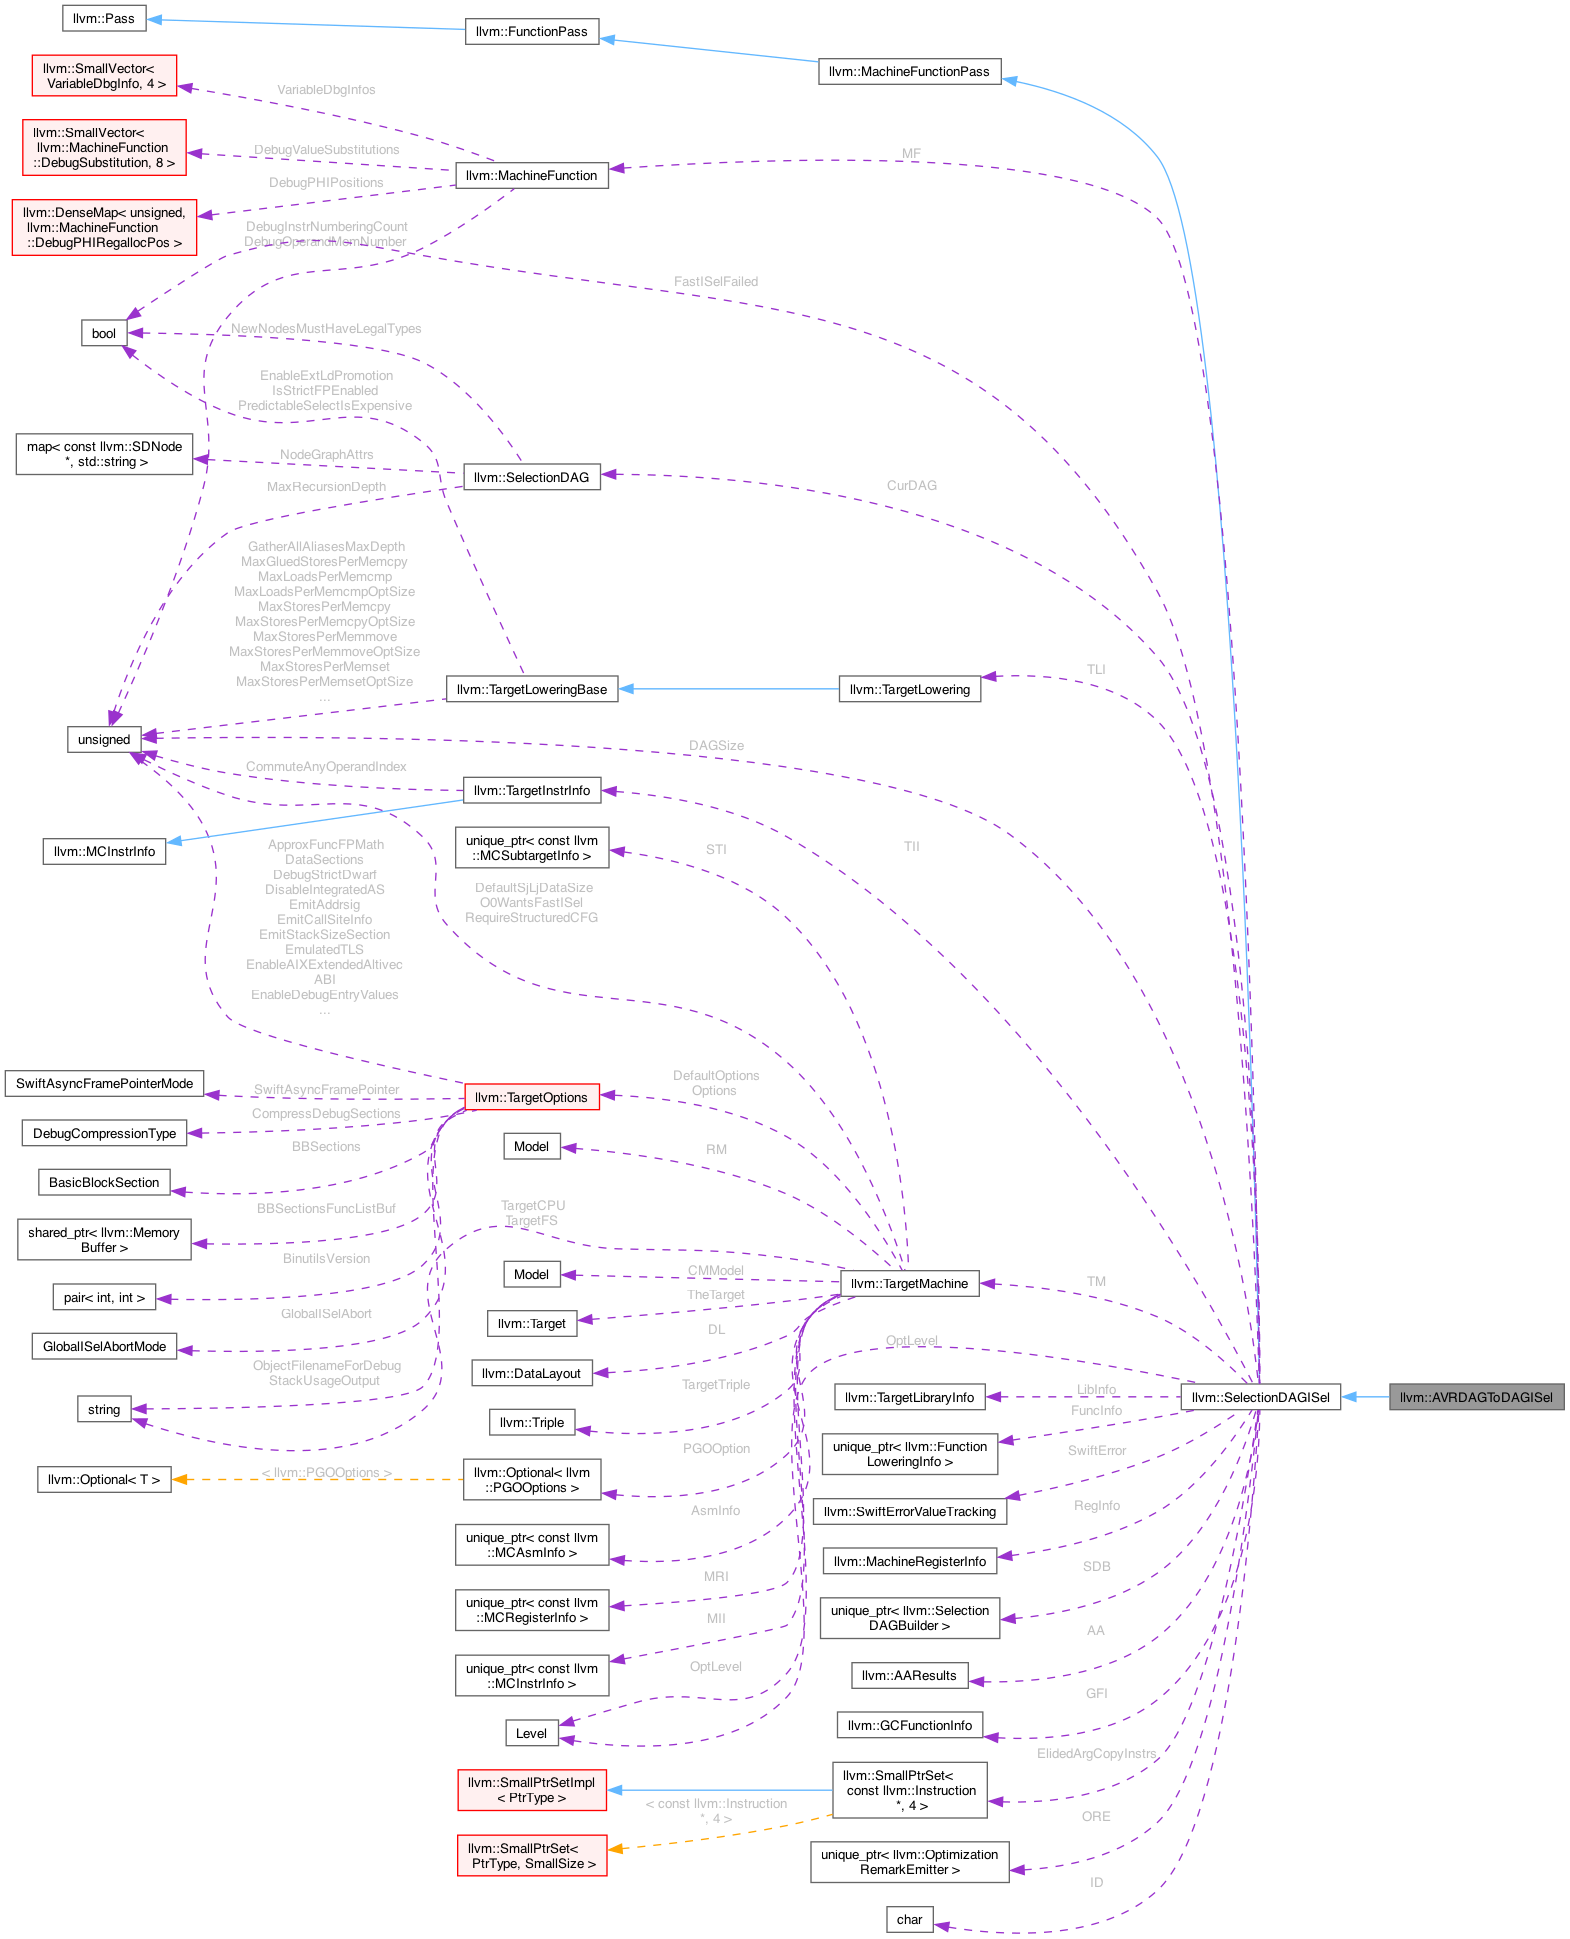 llvm::Pass
llvm::FunctionPass
llvm::MachineFunctionPass
llvm::SmallVector<
VariableDbgInfo, 4 >
VariableDbgInfos
llvm::SmallVector<
llvm::MachineFunction
::DebugSubstitution, 8 >
DebugValueSubstitutions
MF
llvm::MachineFunction
DebugPHIPositions
llvm::DenseMap< unsigned,
llvm::MachineFunction
::DebugPHIRegallocPos >
DebugInstrNumberingCount
DebugOperandMemNumber
FastISelFailed
bool
NewNodesMustHaveLegalTypes
EnableExtLdPromotion
IsStrictFPEnabled
PredictableSelectIsExpensive
map< const llvm::SDNode
*, std::string >
NodeGraphAttrs
llvm::SelectionDAG
CurDAG
MaxRecursionDepth
GatherAllAliasesMaxDepth
MaxGluedStoresPerMemcpy
MaxLoadsPerMemcmp
MaxLoadsPerMemcmpOptSize
MaxStoresPerMemcpy
MaxStoresPerMemcpyOptSize
MaxStoresPerMemmove
MaxStoresPerMemmoveOptSize
MaxStoresPerMemset
MaxStoresPerMemsetOptSize
...
llvm::TargetLoweringBase
llvm::TargetLowering
TLI
unsigned
DAGSize
CommuteAnyOperandIndex
llvm::TargetInstrInfo
llvm::MCInstrInfo
unique_ptr< const llvm
::MCSubtargetInfo >
STI
TII
ApproxFuncFPMath
DataSections
DebugStrictDwarf
DisableIntegratedAS
EmitAddrsig
EmitCallSiteInfo
EmitStackSizeSection
EmulatedTLS
EnableAIXExtendedAltivec
ABI
EnableDebugEntryValues
...
DefaultSjLjDataSize
O0WantsFastISel
RequireStructuredCFG
SwiftAsyncFramePointerMode
SwiftAsyncFramePointer
llvm::TargetOptions
DefaultOptions
Options
DebugCompressionType
CompressDebugSections
Model
RM
BasicBlockSection
BBSections
shared_ptr< llvm::Memory
Buffer >
BBSectionsFuncListBuf
TargetCPU
TargetFS
pair< int, int >
BinutilsVersion
Model
CMModel
llvm::TargetMachine
TM
TheTarget
llvm::Target
GlobalISelAbortMode
GlobalISelAbort
DL
OptLevel
llvm::DataLayout
ObjectFilenameForDebug
StackUsageOutput
string
TargetTriple
llvm::Triple
llvm::TargetLibraryInfo
LibInfo
llvm::SelectionDAGISel
llvm::AVRDAGToDAGISel
FuncInfo
unique_ptr< llvm::Function
LoweringInfo >
PGOOption
llvm::Optional< T >
< llvm::PGOOptions >
llvm::Optional< llvm
::PGOOptions >
SwiftError
llvm::SwiftErrorValueTracking
AsmInfo
unique_ptr< const llvm
::MCAsmInfo >
RegInfo
llvm::MachineRegisterInfo
MRI
unique_ptr< const llvm
::MCRegisterInfo >
SDB
unique_ptr< llvm::Selection
DAGBuilder >
MII
unique_ptr< const llvm
::MCInstrInfo >
AA
llvm::AAResults
OptLevel
Level
GFI
llvm::GCFunctionInfo
ElidedArgCopyInstrs
llvm::SmallPtrSetImpl
< PtrType >
llvm::SmallPtrSet<
const llvm::Instruction
*, 4 >
< const llvm::Instruction
*, 4 >
llvm::SmallPtrSet<
PtrType, SmallSize >
ORE
unique_ptr< llvm::Optimization
RemarkEmitter >
ID
char